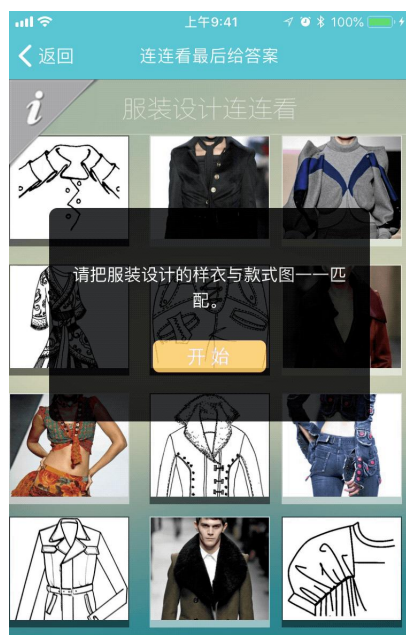 上午9:41
100%
返回
连连看最后给答案
i
服装设计连连看
请把服装设计的样衣与款式图一一匹
配。
开始